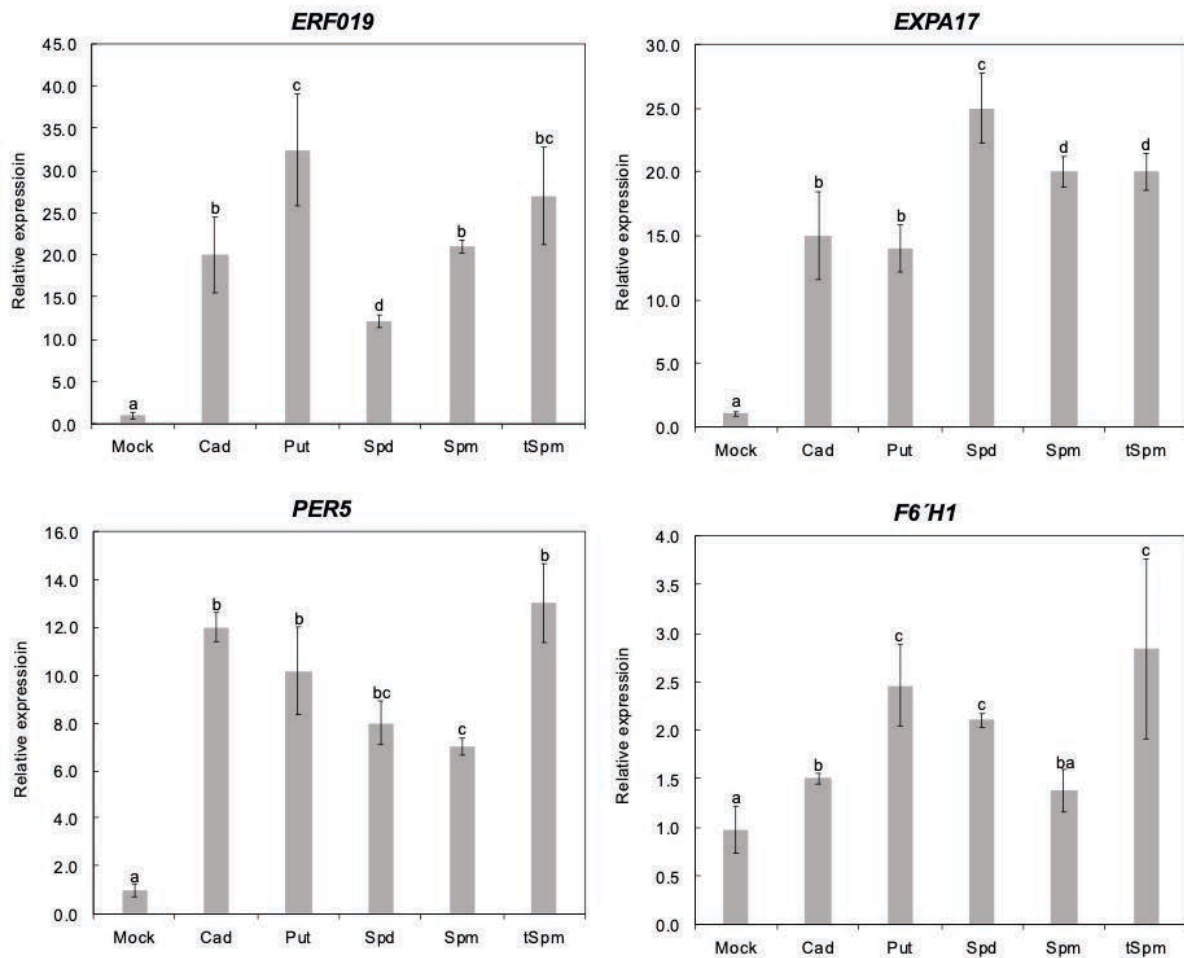 ERF019
45.0
40.0
35.0
30.0
25.0
20.0
15.0
10.0
5.0
0.0
Relative expressioin
a
b
c
d
b
bc
Mock Cad Put Spd Spm tSpm
EXPA17
30.0
25.0
20.0
15.0
10.0
5.0
0.0
Relative expressioin
a
b
b
c
d
d
Mock Cad Put Spd Spm tSpm
PER5
16.0
14.0
12.0
10.0
8.0
6.0
4.0
2.0
0.0
Relative expressioin
a
b
b
bc
c
b
Mock Cad Put Spd Spm tSpm
F6´H1
4.0
3.5
3.0
2.5
2.0
1.5
1.0
0.5
0.0
Relative expressioin
a
b
c
c
ba
c
Mock Cad Put Spd Spm tSpm